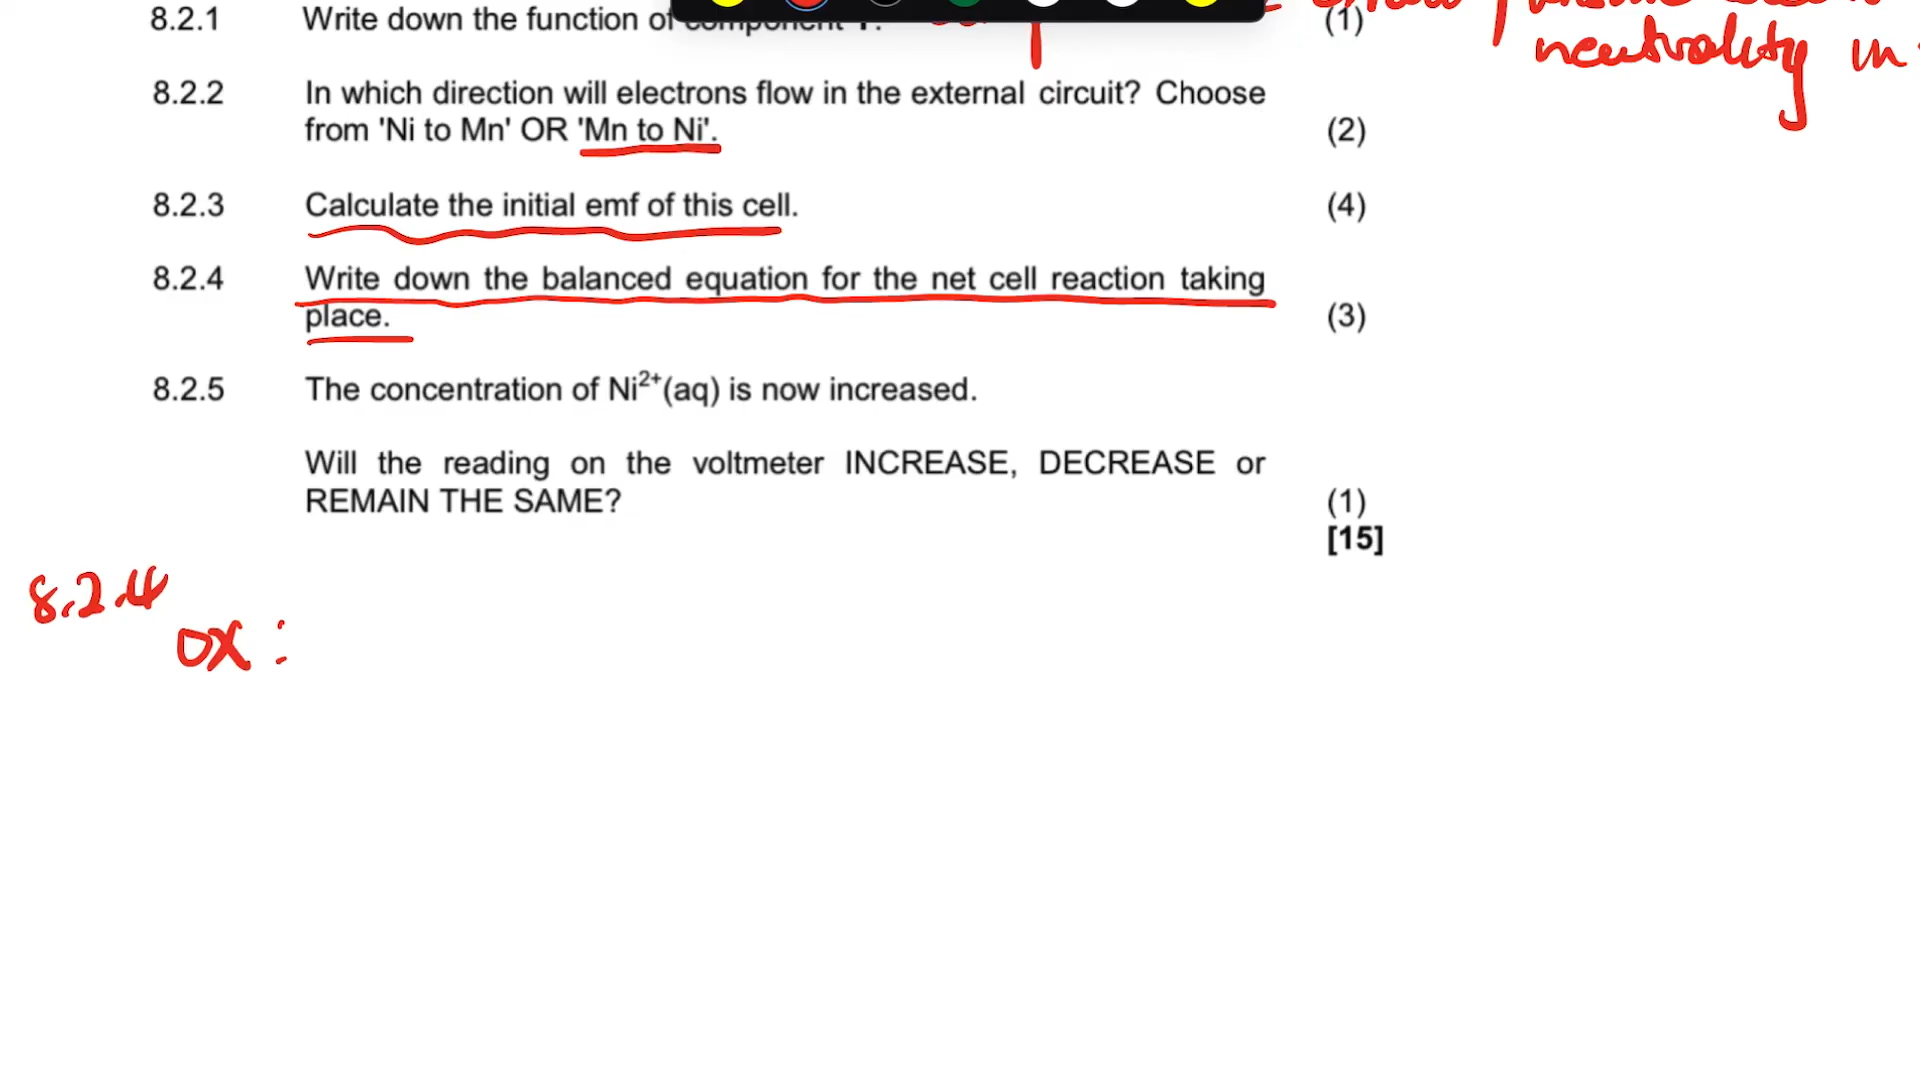 8.2.1 Write down the function of component (1)
neutrality in
8.2.2 In which direction will electrons flow in the external circuit? Choose
from 'Ni to Mn' OR 'Mn to Ni'. (2)
8.2.3 Calculate the initial emf of this cell. (4)
8.2.4 Write down the balanced equation for the net cell reaction taking
place. (3)
8.2.5 The concentration of Ni²⁺(aq) is now increased.
Will the reading on the voltmeter INCREASE, DECREASE or
REMAIN THE SAME? (1)
[15]
8.2.4
OX :